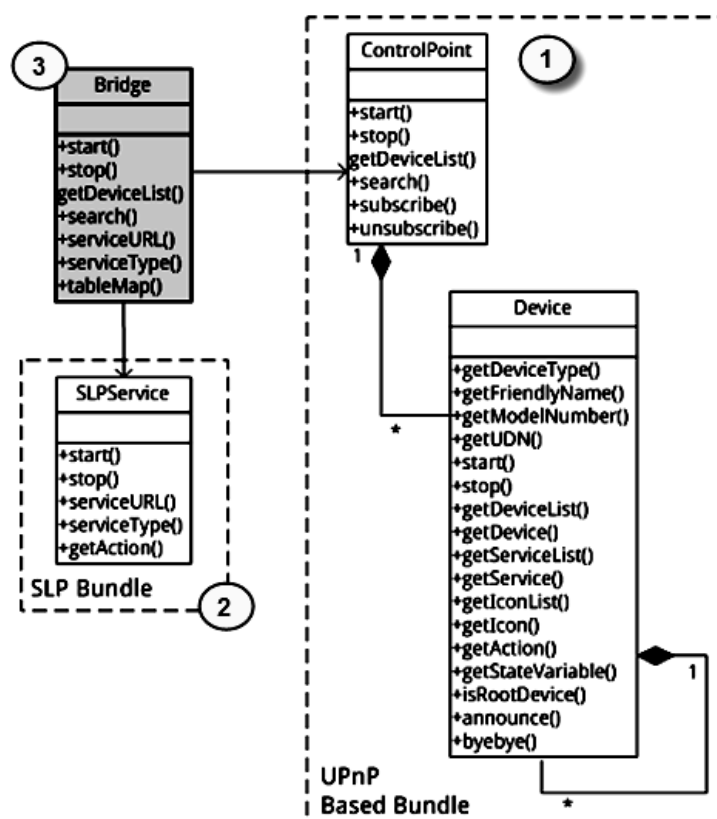 3
Bridge
+start()
+stop()
getDeviceList()
+search()
+serviceURL()
+serviceType()
+tableMap()
1
ControlPoint
+start()
+stop()
getDeviceList()
+search()
+subscribe()
+unsubscribe()
1
*
Device
+getDeviceType()
+getFriendlyName()
+getModelNumber()
+getUDN()
+start()
+stop()
+getDeviceList()
+getDevice()
+getServiceList()
+getService()
+getIconList()
+getIcon()
+getAction()
+getStateVariable()
+isRootDevice()
+announce()
+byebye()
1
*
UPnP
Based Bundle
SLPService
+start()
+stop()
+serviceURL()
+serviceType()
+getAction()
SLP Bundle
2